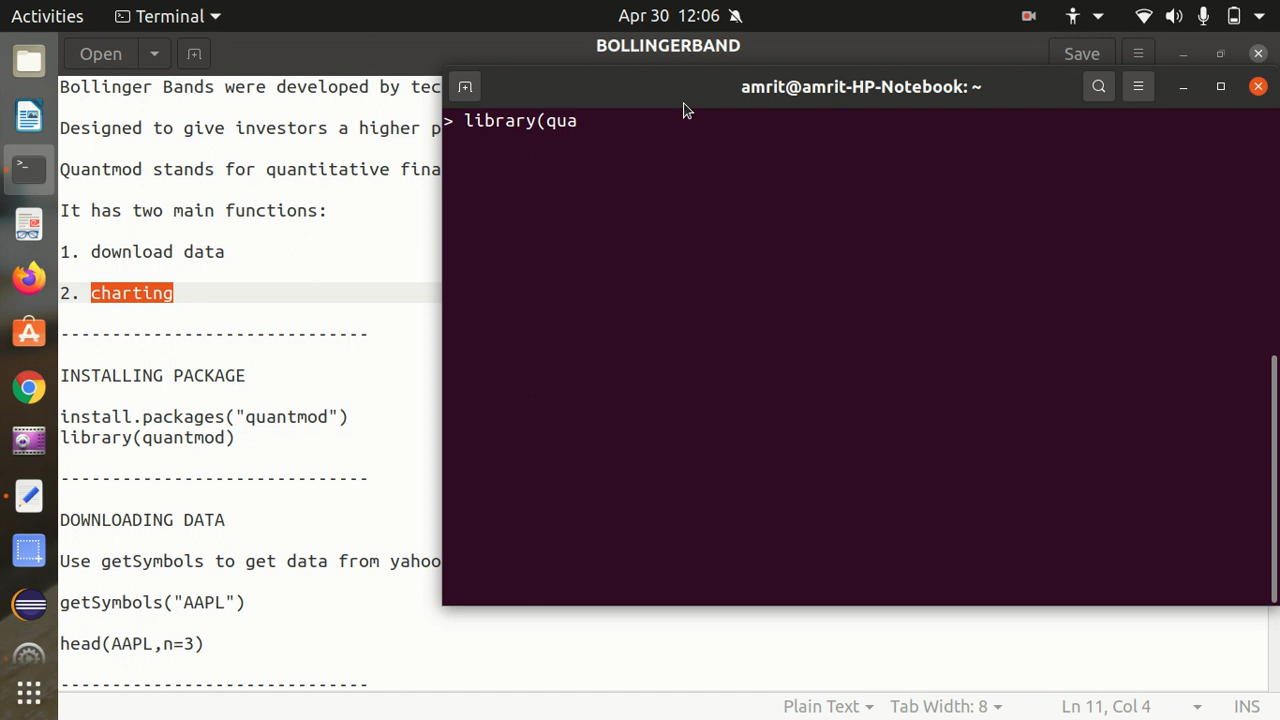 Activities
Terminal
Apr 30 12:06
Open
BOLLINGERBAND
Save
Bollinger Bands were developed by tec
Designed to give investors a higher p
Quantmod stands for quantitative fina
It has two main functions:
1. download data
2. charting
-----------------------------
INSTALLING PACKAGE
install.packages("quantmod")
library(quantmod)
-----------------------------
DOWNLOADING DATA
Use getSymbols to get data from yahoo
getSymbols("AAPL")
head(AAPL,n=3)
-----------------------------
amrit@amrit-HP-Notebook: ~
> library(qua
Plain Text
Tab Width: 8
Ln 11, Col 4
INS